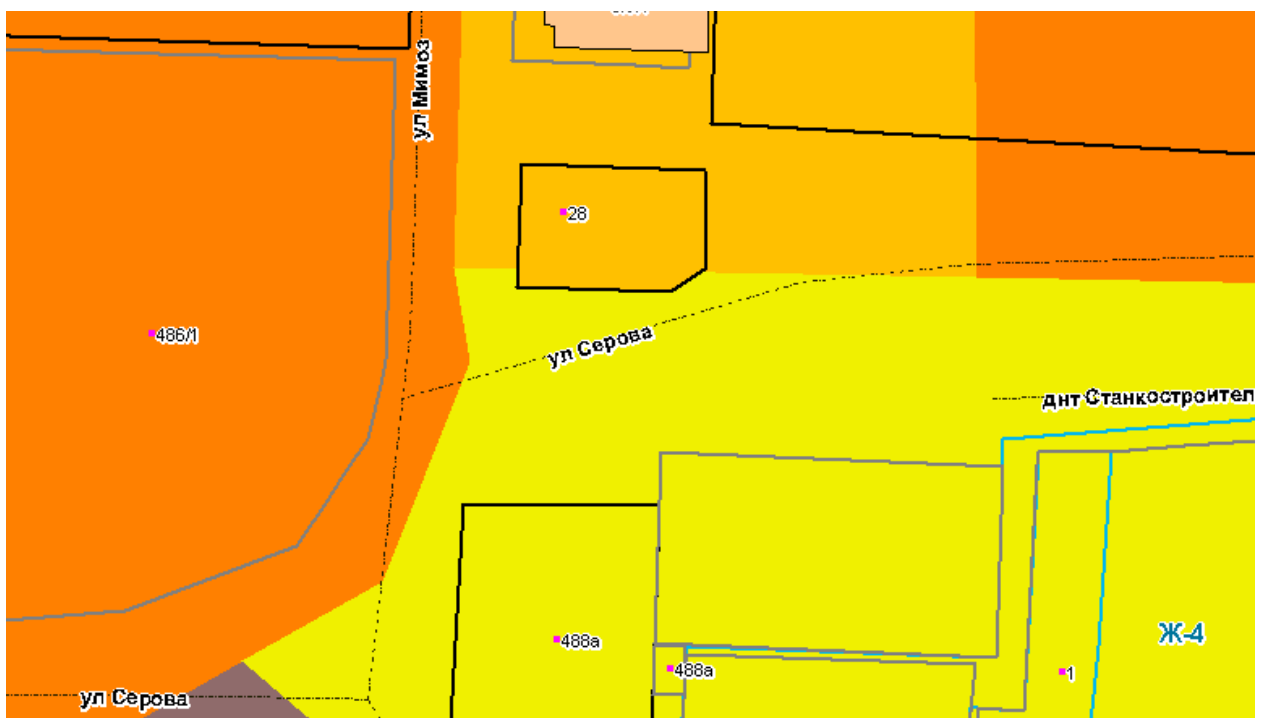 ул Мимоз
28
486/1
ул Серова
днт Станкостроител
488а
488а
Ж-4
1
ул Серова